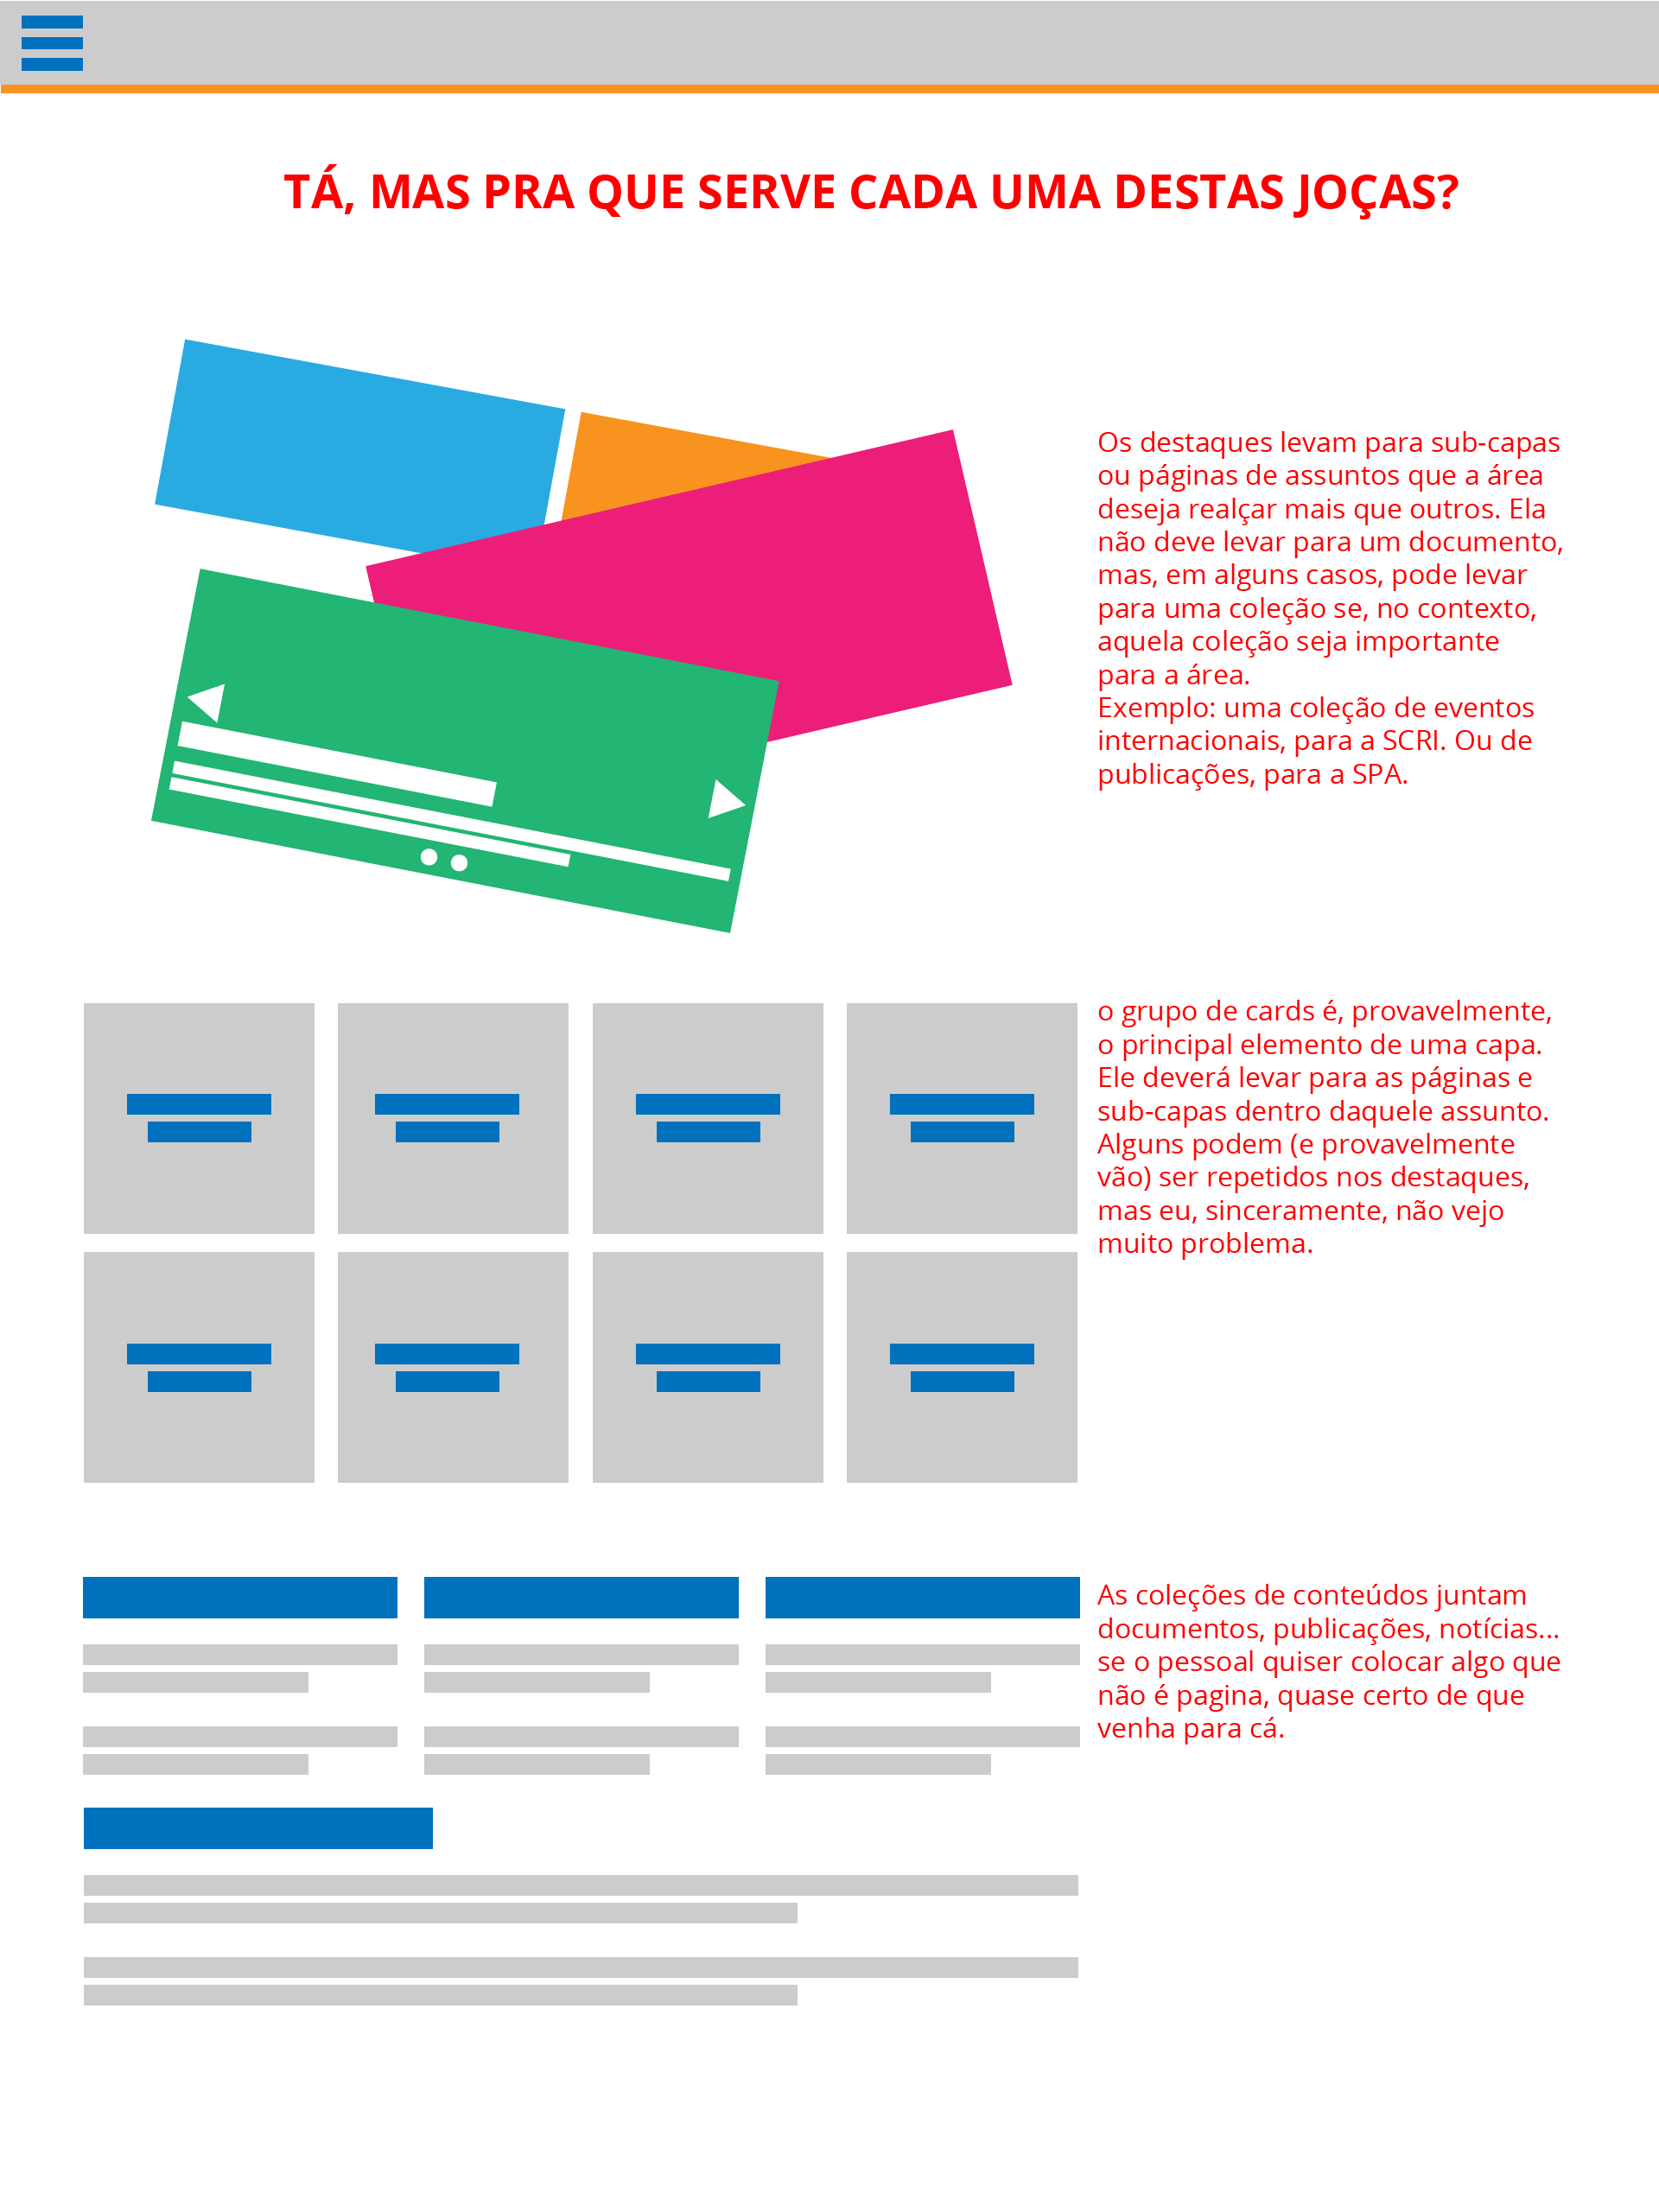 TÁ, MAS PRA QUE SERVE CADA UMA DESTAS JOÇAS?
Os destaques levam para sub-capas
ou páginas de assuntos que a área
deseja realçar mais que outros. Ela
não deve levar para um documento,
mas, em alguns casos, pode levar
para uma coleção se, no contexto,
aquela coleção seja importante
para a área.
Exemplo: uma coleção de eventos
internacionais, para a SCRI. Ou de
publicações, para a SPA.
o grupo de cards é, provavelmente,
o principal elemento de uma capa.
Ele deverá levar para as páginas e
sub-capas dentro daquele assunto.
Alguns podem (e provavelmente
vão) ser repetidos nos destaques,
mas eu, sinceramente, não vejo
muito problema.
As coleções de conteúdos juntam
documentos, publicações, notícias...
se o pessoal quiser colocar algo que
não é pagina, quase certo de que
venha para cá.